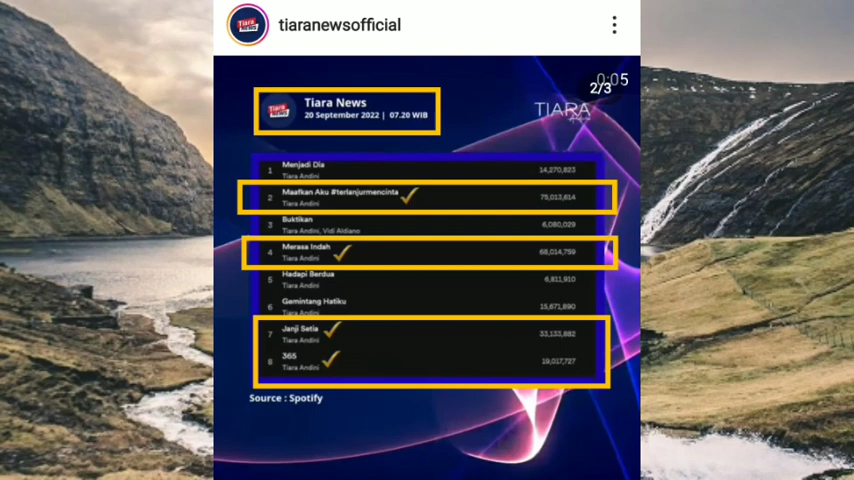 Tiara NEWS
tiaranewsofficial
0:05
2/3
Tiara NEWS
Tiara News
20 September 2022 | 07.20 WIB
TIARA
1 Menjadi Dia 14,270,823
Tiara Andini
2 Maafkan Aku #terlanjurmencinta 75,013,614
Tiara Andini
3 Buktikan 6,080,029
Tiara Andini, Vidi Aldiano
4 Merasa Indah 68,014,759
Tiara Andini
5 Hadapi Berdua 6,811,910
Tiara Andini
6 Gemintang Hatiku 15,671,890
Tiara Andini
7 Janji Setia 33,133,882
Tiara Andini
8 365 19,017,727
Tiara Andini
Source : Spotify